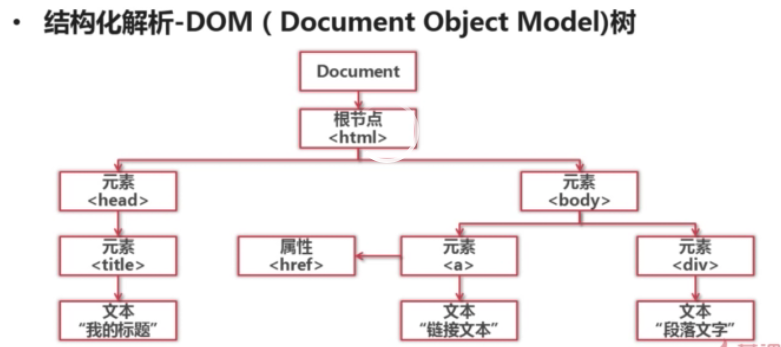 • 结构化解析-DOM ( Document Object Model)树
Document
根节点
<html>
元素
<head>
元素
<body>
元素
<title>
属性
<href>
元素
<a>
元素
<div>
文本
“我的标题”
文本
“链接文本”
文本
“段落文字”